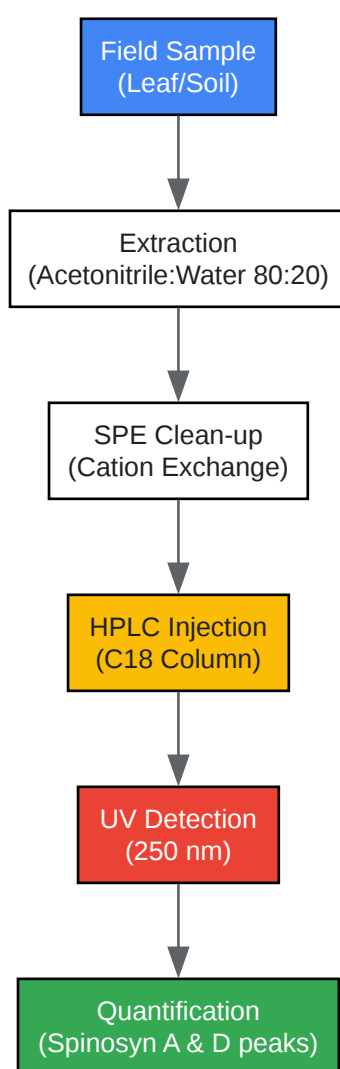 Field Sample
(Leaf/Soil)
Extraction
(Acetonitrile:Water 80:20)
SPE Clean-up
(Cation Exchange)
HPLC Injection
(C18 Column)
UV Detection
(250 nm)
Quantification
(Spinosyn A & D peaks)